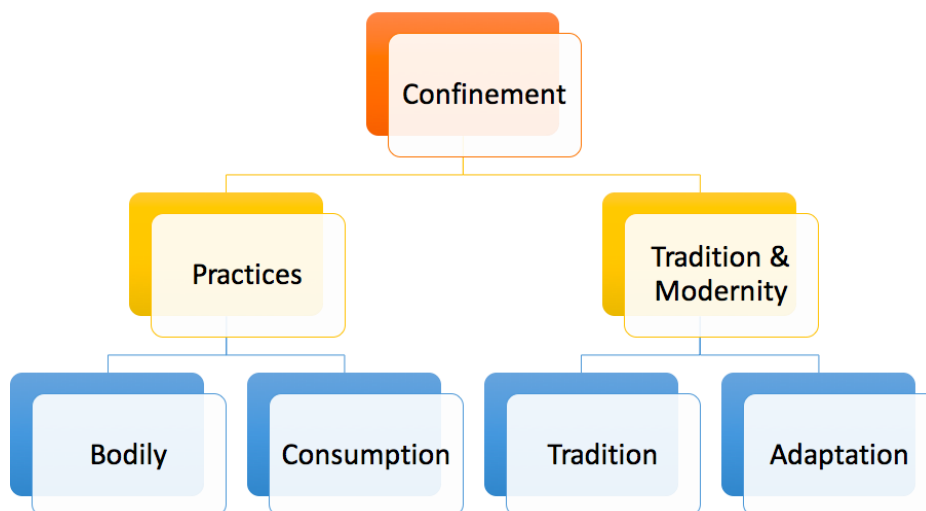 Confinement
Practices
Tradition &
Modernity
Bodily
Consumption
Tradition
Adaptation